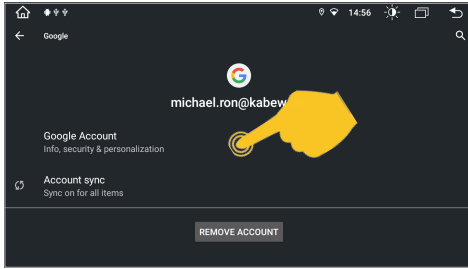 14:56
Google
G
michael.ron@kabew
Google Account
Info, security & personalization
Account sync
Sync on for all items
REMOVE ACCOUNT